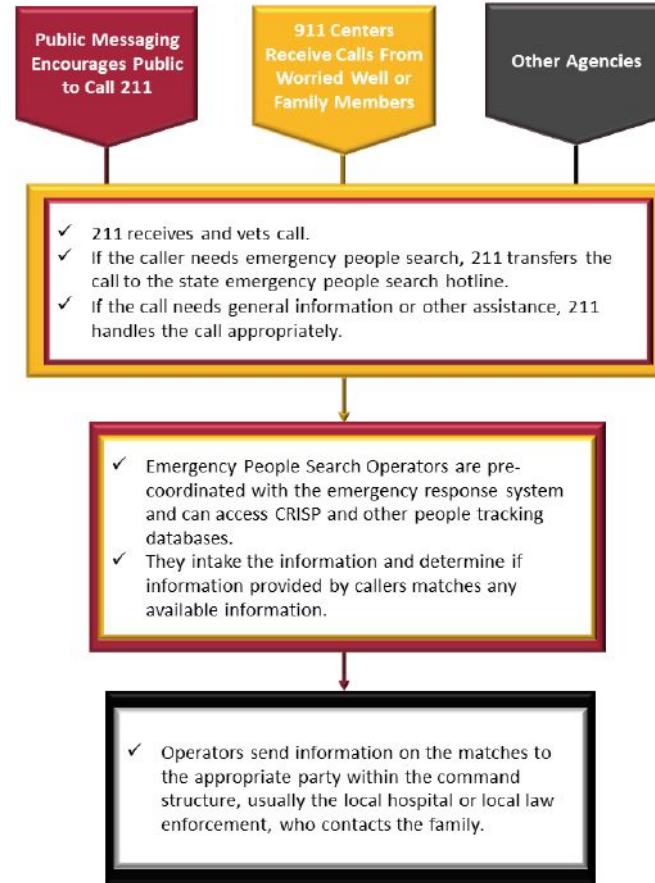 Public Messaging
Encourages Public
to Call 211
911 Centers
Receive Calls From
Worried Well or
Family Members
Other Agencies
✓ 211 receives and vets call.
✓ If the caller needs emergency people search, 211 transfers the
call to the state emergency people search hotline.
✓ If the call needs general information or other assistance, 211
handles the call appropriately.
✓ Emergency People Search Operators are pre-
coordinated with the emergency response system
and can access CRISP and other people tracking
databases.
✓ They intake the information and determine if
information provided by callers matches any
available information.
✓ Operators send information on the matches to
the appropriate party within the command
structure, usually the local hospital or local law
enforcement, who contacts the family.